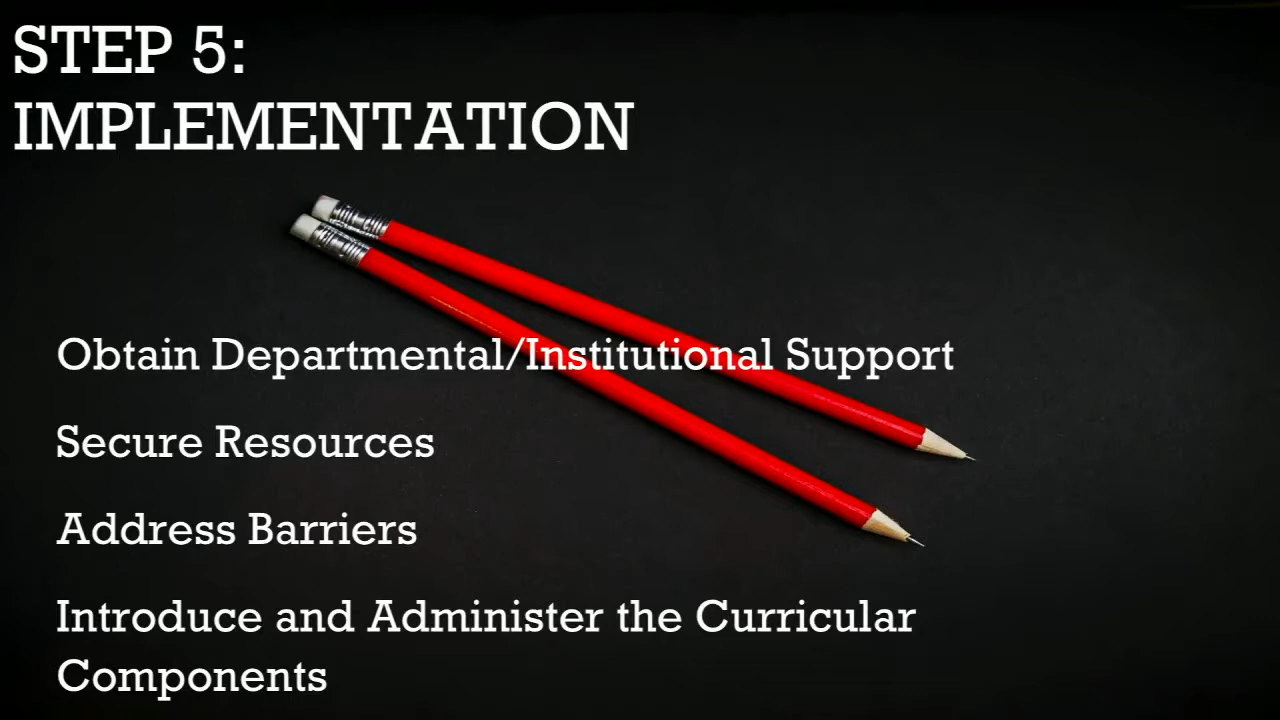 STEP 5:
IMPLEMENTATION
Obtain Departmental/Institutional Support
Secure Resources
Address Barriers
Introduce and Administer the Curricular
Components